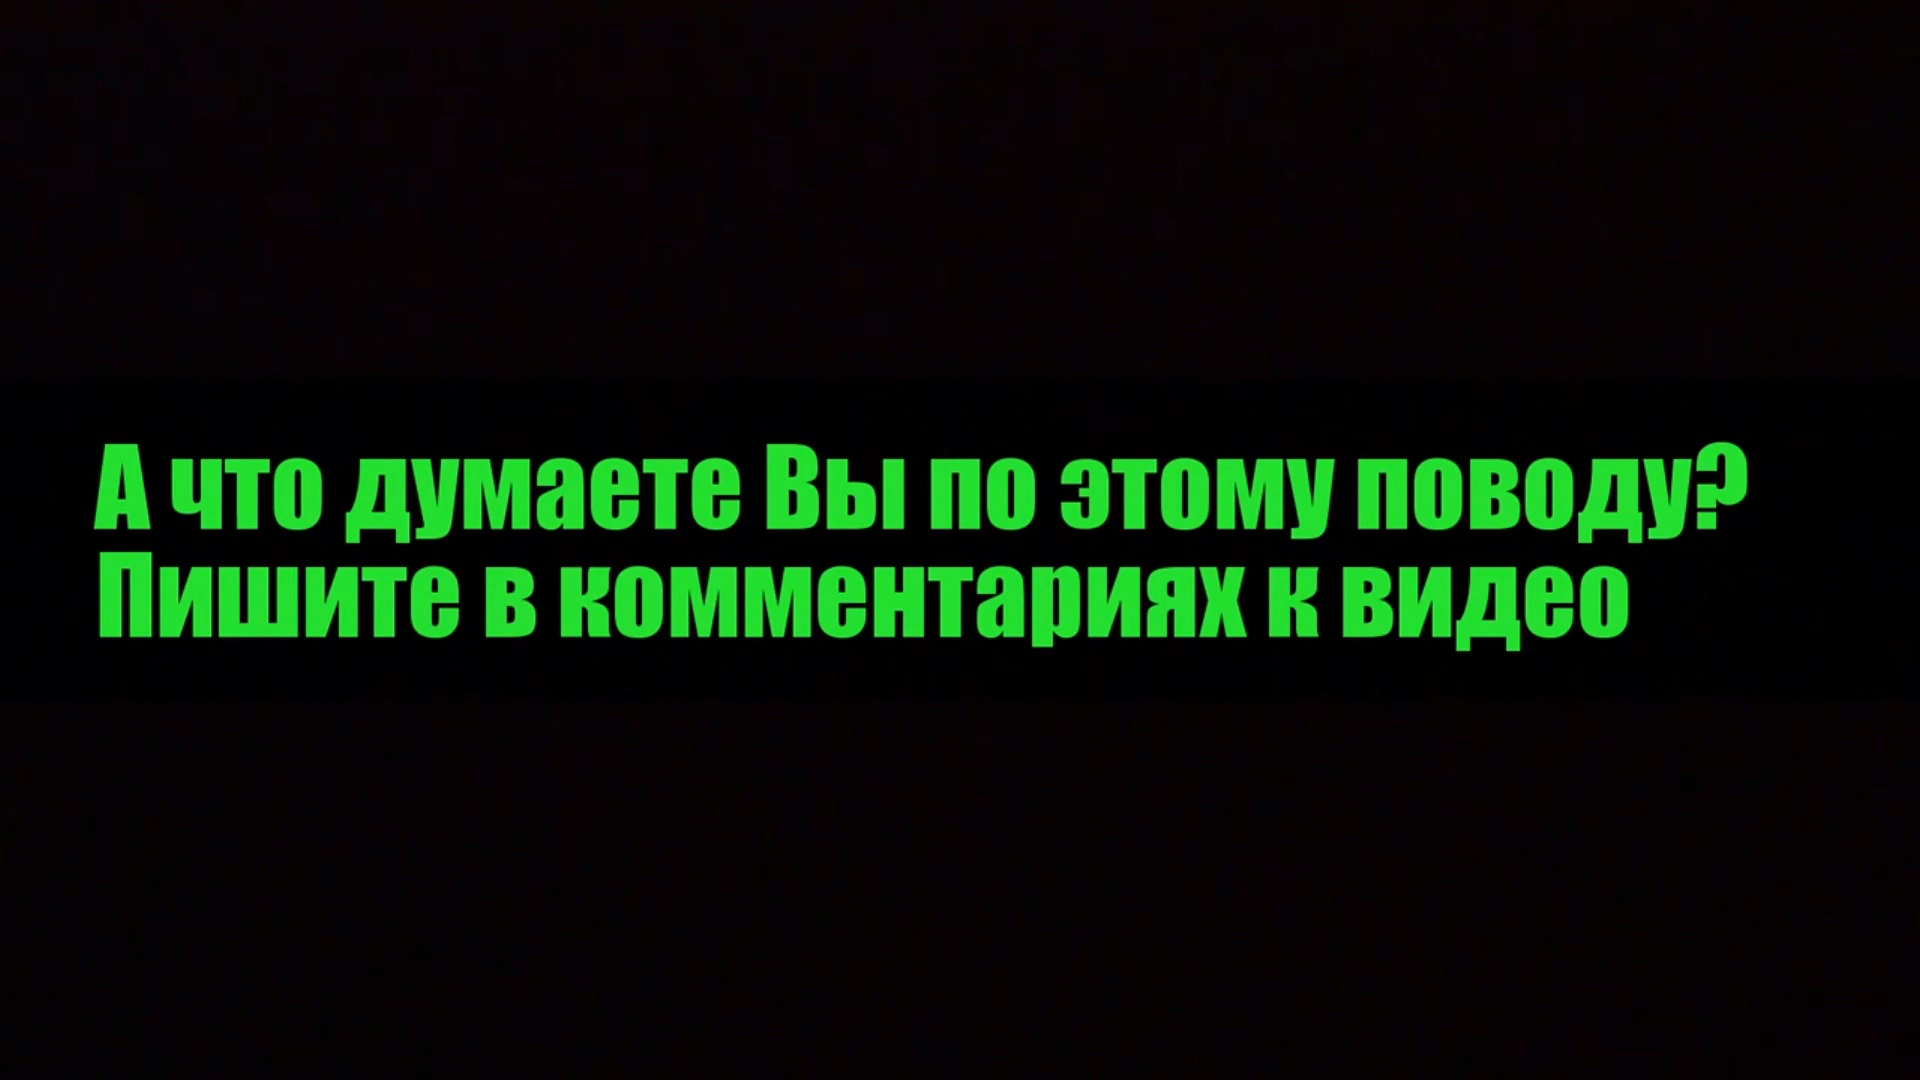 А что думаете Вы по этому поводу?
Пишите в комментариях к видео